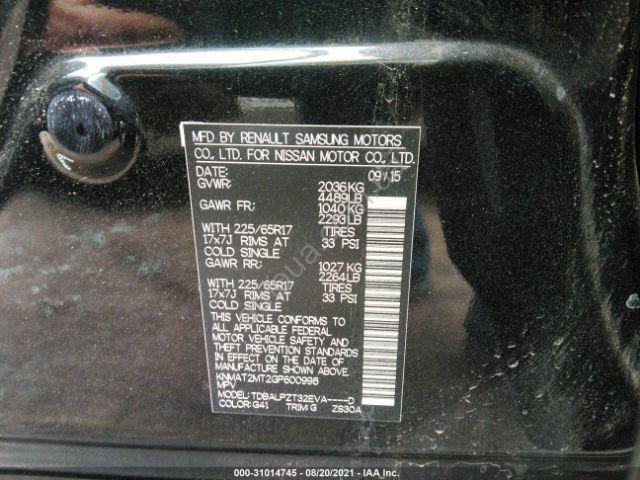 MFD BY RENAULT SAMSUNG MOTORS
CO., LTD. FOR NISSAN MOTOR CO., LTD.
DATE: 09/15
GVWR: 2036KG
4489LB
GAWR FR: 1040 KG
2293 LB
WITH 225/65R17 TIRES
17x7J RIMS AT 33 PSI
COLD SINGLE
GAWR RR: 1027 KG
2264LB
WITH 225/65R17 TIRES
17x7J RIMS AT 33 PSI
COLD SINGLE
THIS VEHICLE CONFORMS TO
ALL APPLICABLE FEDERAL
MOTOR VEHICLE SAFETY AND
THEFT PREVENTION STANDARDS
IN EFFECT ON THE DATE OF
MANUFACTURE SHOWN ABOVE.
KNMAT2MT2GP600998
MPV
MODEL: TDBALPZT32EVA----D
COLOR: G41 TRIM: G ZS30A
000-31014745 - 08/20/2021 - IAA Inc.